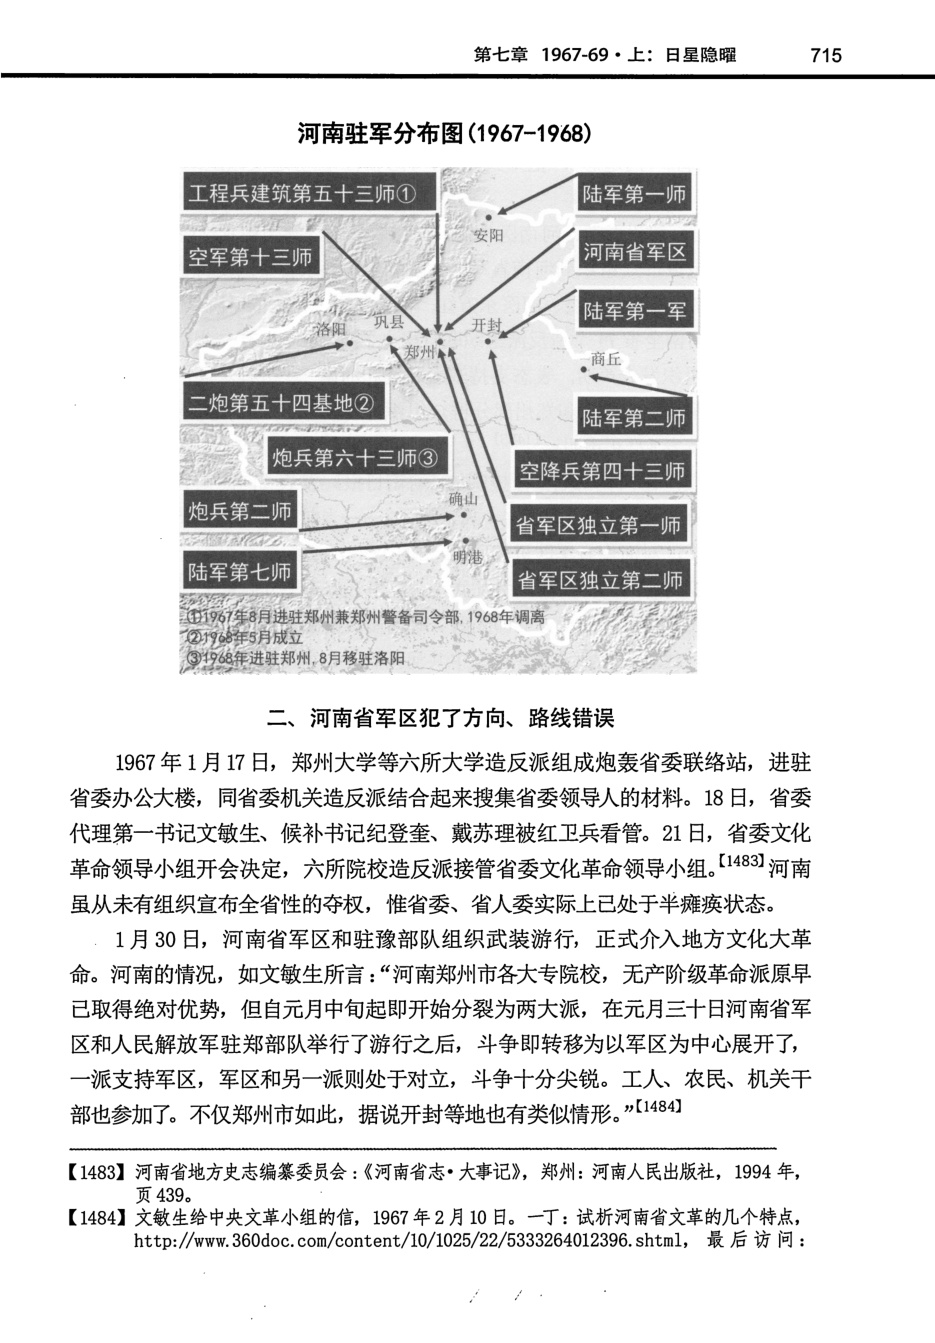 第七章 1967-69·上：日星隐曜 715
河南驻军分布图(1967-1968)
工程兵建筑第五十三师①
陆军第一师
安阳
空军第十三师
河南省军区
陆军第一军
洛阳
巩县
开封
郑州
商丘
二炮第五十四基地②
陆军第二师
炮兵第六十三师③
空降兵第四十三师
确山
炮兵第二师
省军区独立第一师
明港
陆军第七师
省军区独立第二师
①1967年8月进驻郑州兼郑州警备司令部，1968年调离
②1968年5月成立
③1968年进驻郑州，8月移驻洛阳
二、河南省军区犯了方向、路线错误
1967年1月17日，郑州大学等六所大学造反派组成炮轰省委联络站，进驻
省委办公大楼，同省委机关造反派结合起来搜集省委领导人的材料。18日，省委
代理第一书记文敏生、候补书记纪登奎、戴苏理被红卫兵看管。21日，省委文化
革命领导小组开会决定，六所院校造反派接管省委文化革命领导小组。【1483】河南
虽从未有组织宣布全省性的夺权，惟省委、省人委实际上已处于半瘫痪状态。
1月30日，河南省军区和驻豫部队组织武装游行，正式介入地方文化大革
命。河南的情况，如文敏生所言：“河南郑州市各大专院校，无产阶级革命派原早
已取得绝对优势，但自元月中旬起即开始分裂为两大派，在元月三十日河南省军
区和人民解放军驻郑部队举行了游行之后，斗争即转移为以军区为中心展开了，
一派支持军区，军区和另一派则处于对立，斗争十分尖锐。工人、农民、机关干
部也参加了。不仅郑州市如此，据说开封等地也有类似情形。”【1484】
【1483】河南省地方史志编纂委员会：《河南省志·大事记》，郑州：河南人民出版社，1994年，
页439。
【1484】文敏生给中央文革小组的信，1967年2月10日。一丁：试析河南省文革的几个特点，
http://www.360doc.com/content/10/1025/22/5333264012396.shtml，最后访问：